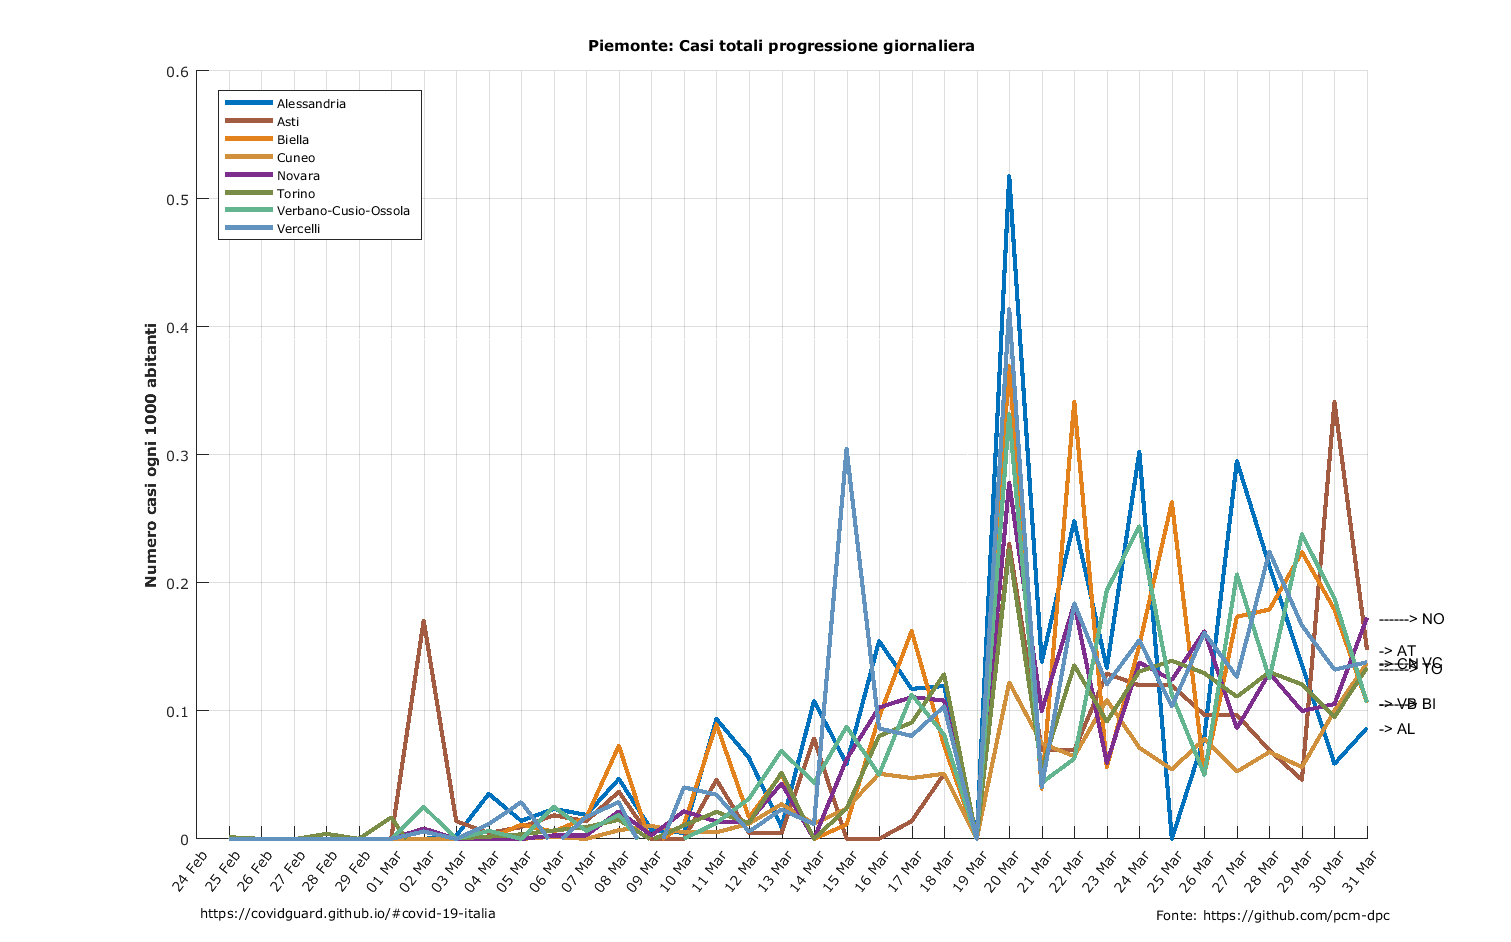 Piemonte: Casi totali progressione giornaliera
0.6
0.5
0.4
0.3
0.2
0.1
0
Numero casi ogni 1000 abitanti
Alessandria
Asti
Biella
Cuneo
Novara
Torino
Verbano-Cusio-Ossola
Vercelli
------> NO
-> AT
-> CN
VC
TO
-> VB
BI
-> AL
24 Feb
25 Feb
26 Feb
27 Feb
28 Feb
29 Feb
01 Mar
02 Mar
03 Mar
04 Mar
05 Mar
06 Mar
07 Mar
08 Mar
09 Mar
10 Mar
11 Mar
12 Mar
13 Mar
14 Mar
15 Mar
16 Mar
17 Mar
18 Mar
19 Mar
20 Mar
21 Mar
22 Mar
23 Mar
24 Mar
25 Mar
26 Mar
27 Mar
28 Mar
29 Mar
30 Mar
31 Mar
https://covidguard.github.io/#covid-19-italia
Fonte: https://github.com/pcm-dpc